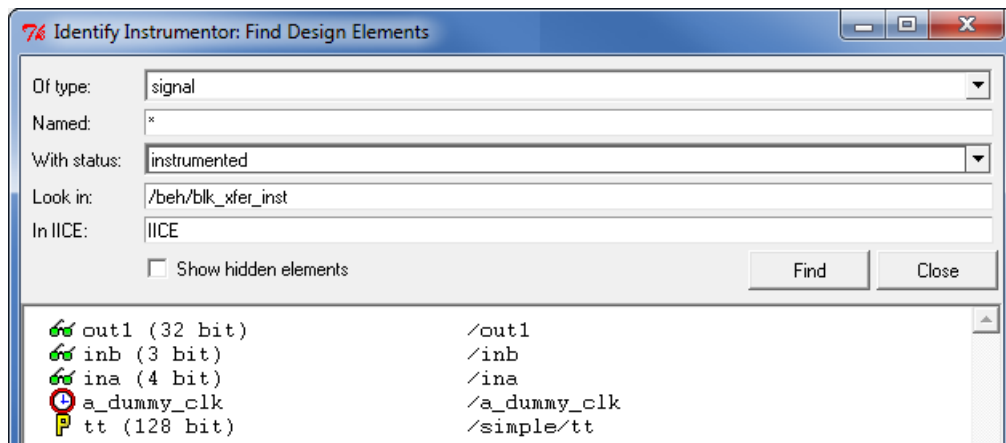 Identify Instrumentor: Find Design Elements
Of type: signal
Named: *
With status: instrumented
Look in: /beh/blk_xfer_inst
In IICE: IICE
Show hidden elements Find Close
out1 (32 bit) /out1
inb (3 bit) /inb
ina (4 bit) /ina
a_dummy_clk /a_dummy_clk
P tt (128 bit) /simple/tt